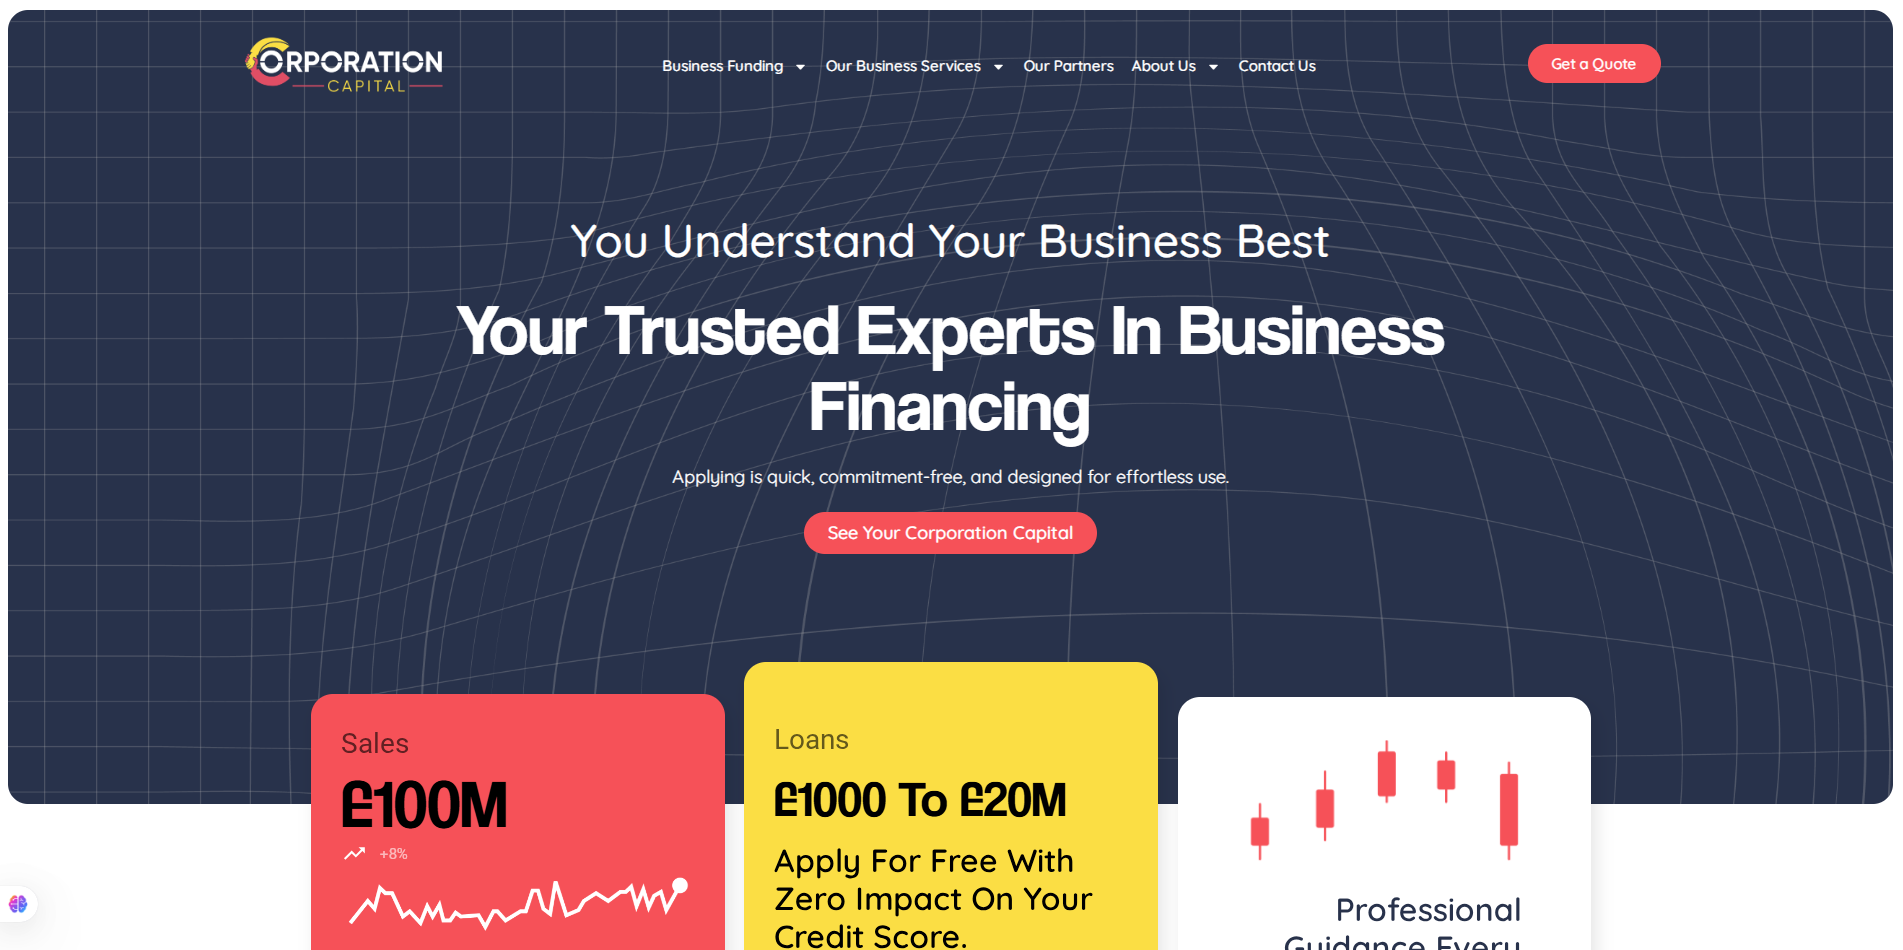 CORPORATION
CAPITAL
Business Funding
Our Business Services
Our Partners
About Us
Contact Us
Get a Quote
You Understand Your Business Best
Your Trusted Experts In Business
Financing
Applying is quick, commitment-free, and designed for effortless use.
See Your Corporation Capital
Sales
£100M
+8%
Loans
£1000 To £20M
Apply For Free With
Zero Impact On Your
Credit Score.
Professional
Guidance Every